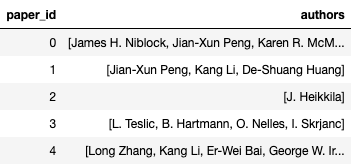 paper_id authors
0 [James H. Niblock, Jian-Xun Peng, Karen R. McM...
1 [Jian-Xun Peng, Kang Li, De-Shuang Huang]
2 [J. Heikkila]
3 [L. Teslic, B. Hartmann, O. Nelles, I. Skrjanc]
4 [Long Zhang, Kang Li, Er-Wei Bai, George W. Ir...